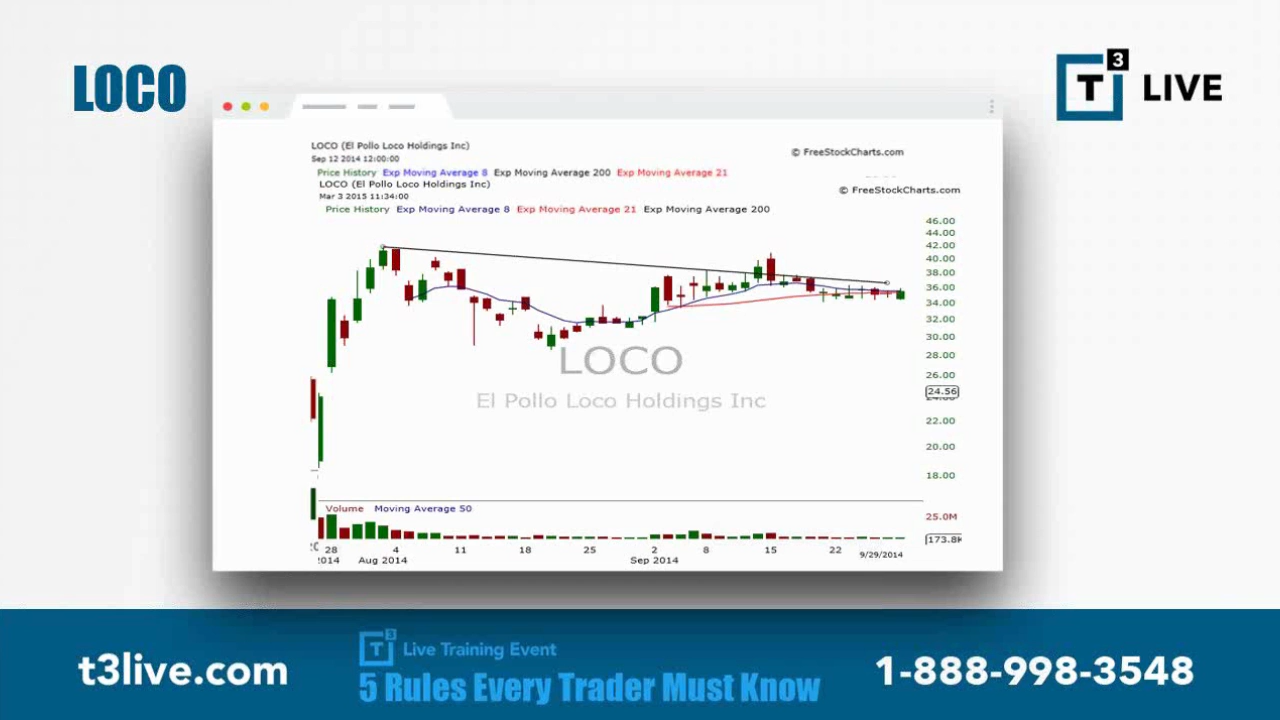 LOCO
T3 LIVE
LOCO (El Pollo Loco Holdings Inc)
Sep 12 2014 12:00:00
© FreeStockCharts.com
Price History Exp Moving Average 8 Exp Moving Average 200 Exp Moving Average 21
LOCO (El Pollo Loco Holdings Inc)
© FreeStockCharts.com
Mar 3 2015 11:34:00
Price History Exp Moving Average 8 Exp Moving Average 21 Exp Moving Average 200
46.00
44.00
42.00
40.00
38.00
36.00
34.00
32.00
30.00
28.00
26.00
24.56
22.00
20.00
18.00
LOCO
El Pollo Loco Holdings Inc
Volume Moving Average 50
25.0M
173.8K
28 4 11 18 25 2 8 15 22 9/29/2014
2014 Aug 2014 Sep 2014
t3live.com
T3 Live Training Event
5 Rules Every Trader Must Know
1-888-998-3548